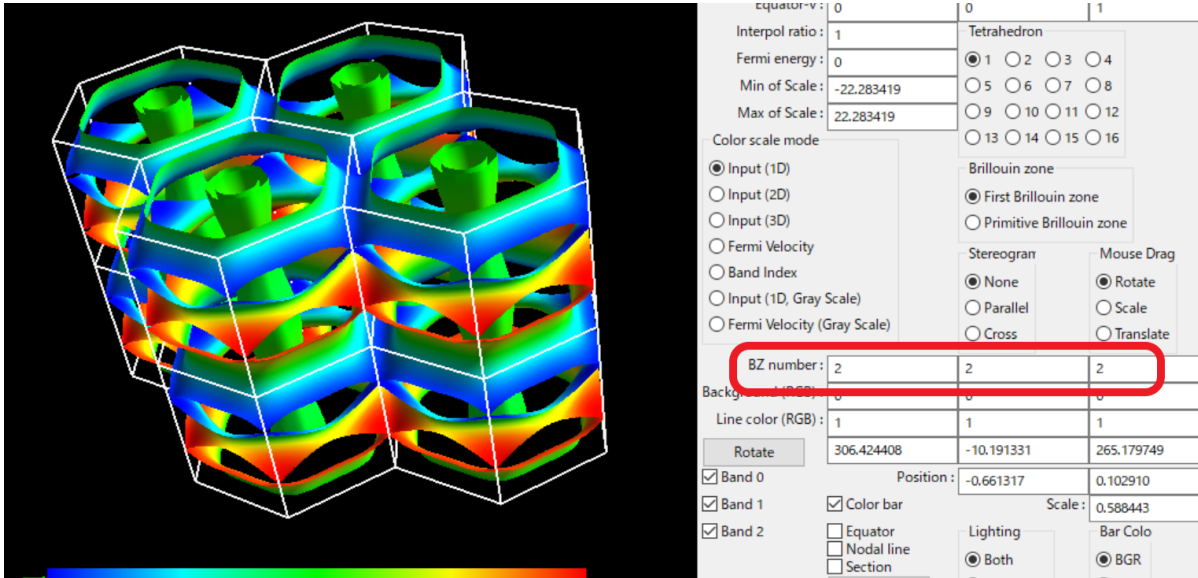 Equator-v : 0 0 1
Interpol ratio : 1
Tetrahedron
Fermi energy : 0
1 2 3 4
Min of Scale : -22.283419
5 6 7 8
Max of Scale : 22.283419
9 10 11 12
13 14 15 16
Color scale mode
Input (1D)
Input (2D)
Input (3D)
Fermi Velocity
Band Index
Input (1D, Gray Scale)
Fermi Velocity (Gray Scale)
Brillouin zone
First Brillouin zone
Primitive Brillouin zone
Stereogram
None
Parallel
Cross
Mouse Drag
Rotate
Scale
Translate
BZ number : 2 2 2
Background (RGB) : 0 0 0
Line color (RGB) : 1 1 1
Rotate 306.424408 -10.191331 265.179749
Band 0
Position : -0.661317 0.102910
Band 1
Color bar
Scale : 0.588443
Band 2
Equator
Nodal line
Section
Lighting
Both
Bar Colo
BGR